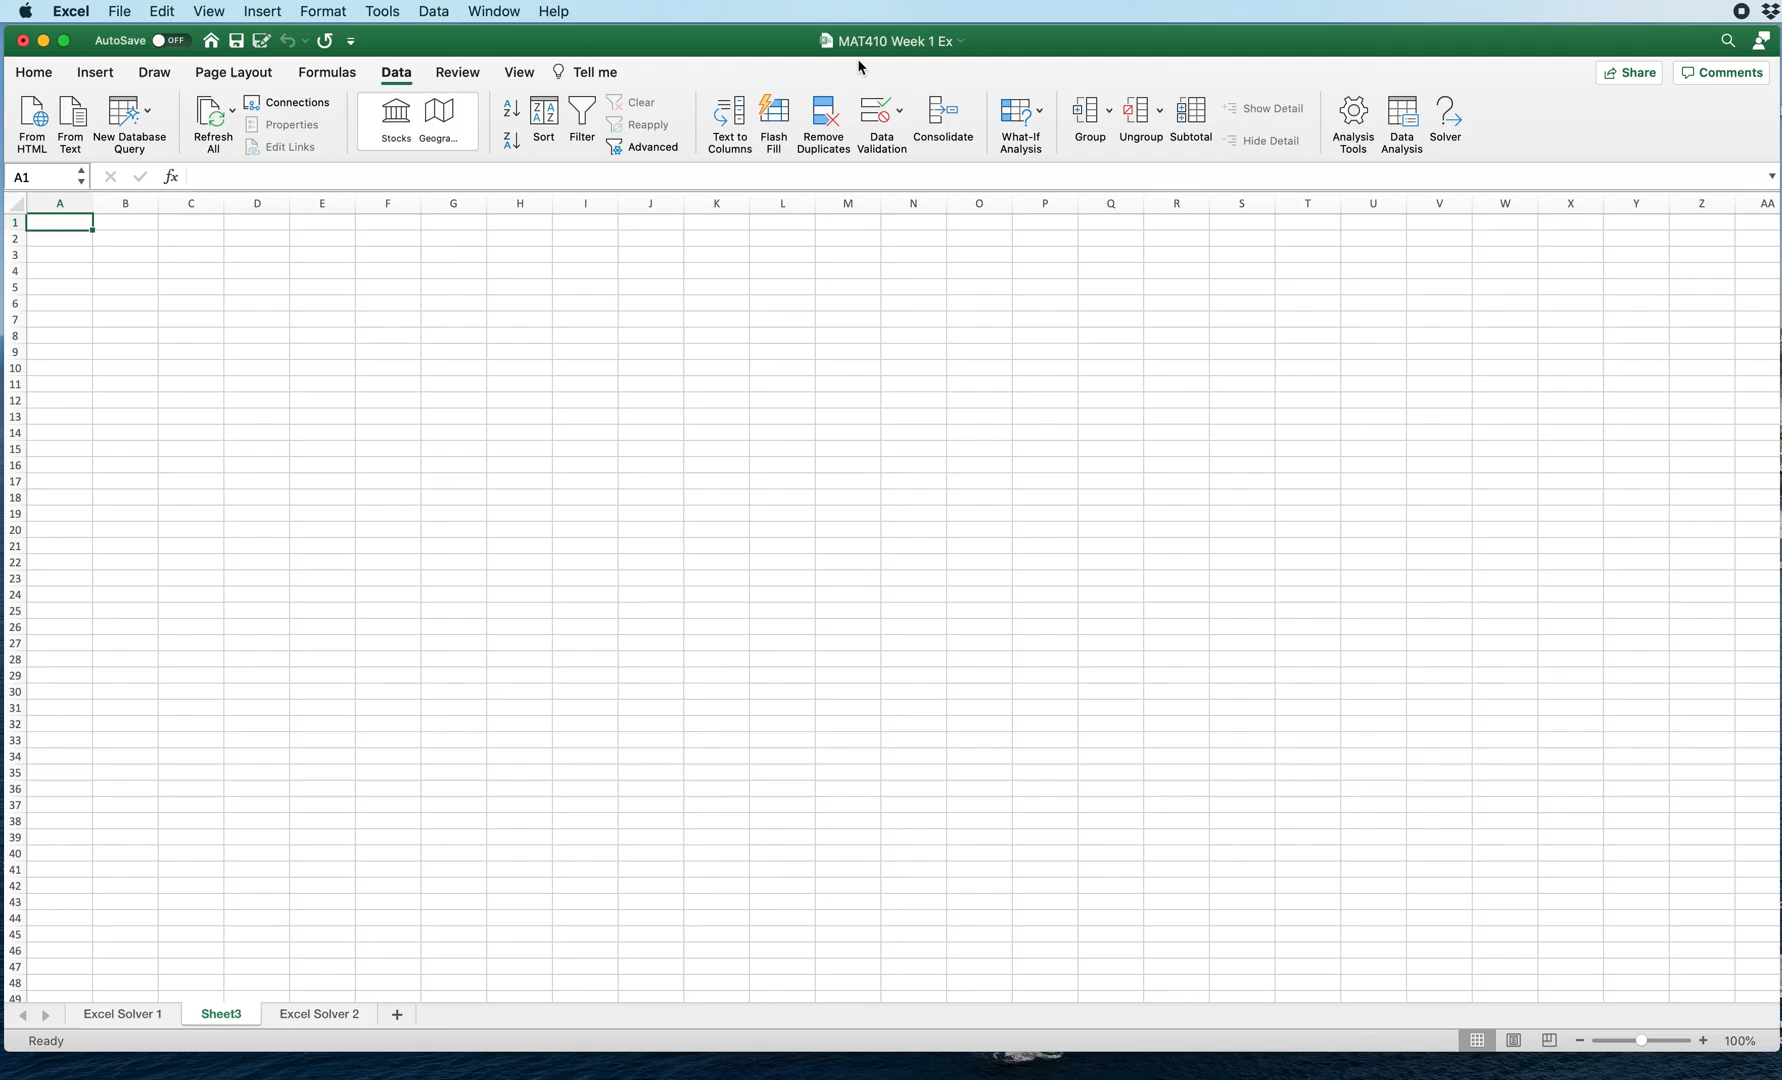 Excel File Edit View Insert Format Tools Data Window Help
AutoSave OFF MAT410 Week 1 Ex
Home Insert Draw Page Layout Formulas Data Review View Tell me Share Comments
From HTML
From Text
New Database Query
Refresh All
Connections
Properties
Edit Links
Stocks Geogra...
Sort
Filter
Clear
Reapply
Advanced
Text to Columns
Flash Fill
Remove Duplicates
Data Validation
Consolidate
What-If Analysis
Group
Ungroup
Subtotal
Show Detail
Hide Detail
Analysis Tools
Data Analysis
Solver
A1 fx
A B C D E F G H I J K L M N O P Q R S T U V W X Y Z AA
1
2
3
4
5
6
7
8
9
10
11
12
13
14
15
16
17
18
19
20
21
22
23
24
25
26
27
28
29
30
31
32
33
34
35
36
37
38
39
40
41
42
43
44
45
46
47
48
49
Excel Solver 1 Sheet3 Excel Solver 2 +
Ready 100%